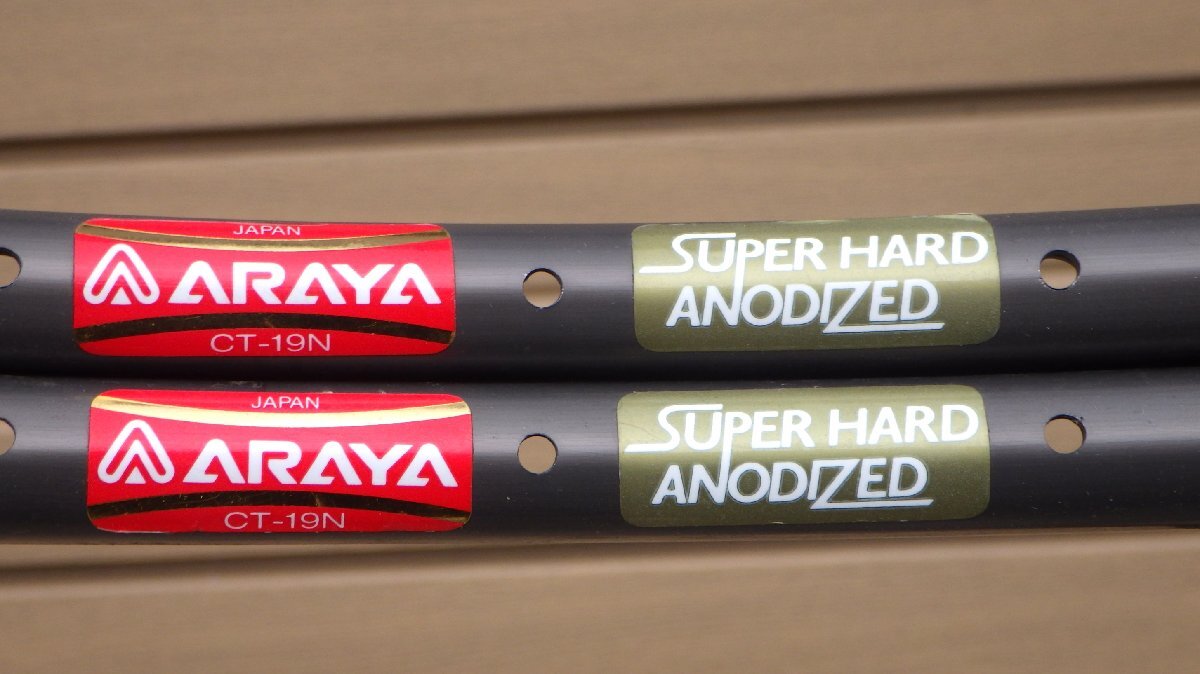 JAPAN
ARAYA
CT-19N
SUPER HARD
ANODIZED
JAPAN
ARAYA
CT-19N
SUPER HARD
ANODIZED